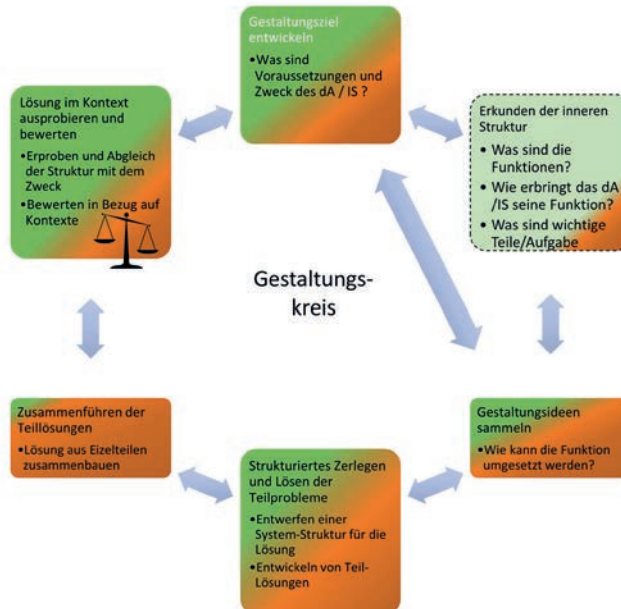 Gestaltungsziel
entwickeln
•Was sind
Voraussetzungen und
Zweck des dA / IS ?
Lösung im Kontext
ausprobieren und
bewerten
•Erproben und Abgleich
der Struktur mit dem
Zweck
•Bewerten in Bezug auf
Kontexte
Erkunden der inneren
Struktur
• Was sind die
Funktionen?
• Wie erbringt das dA
/IS seine Funktion?
• Was sind wichtige
Teile/Aufgabe
Gestaltungs-
kreis
Zusammenführen der
Teillösungen
•Lösung aus Eizelteilen
zusammenbauen
Strukturiertes Zerlegen
und Lösen der
Teilprobleme
•Entwerfen einer
System-Struktur für die
Lösung
•Entwickeln von Teil-
Lösungen
Gestaltungsideen
sammeln
•Wie kann die Funktion
umgesetzt werden?